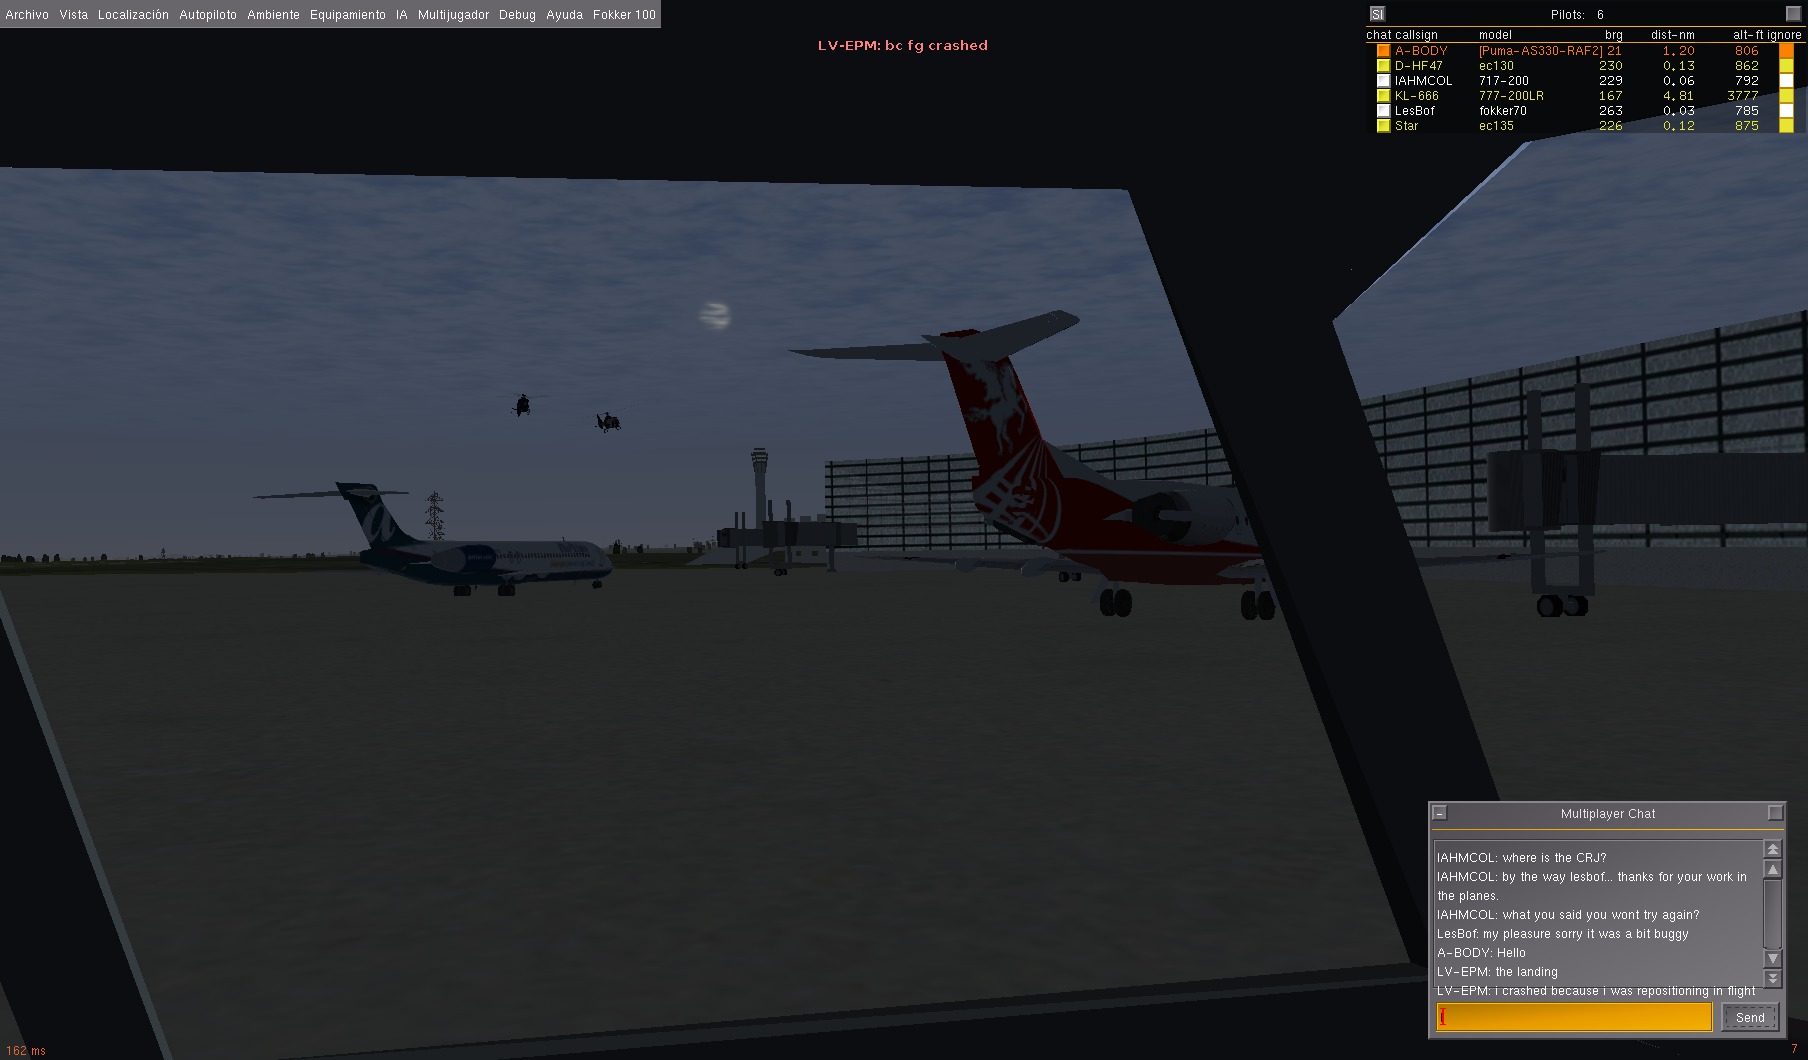 Archivo Vista Localización Autopiloto Ambiente Equipamiento IA Multijugador Debug Ayuda Fokker 100
LV-EPM: bc fg crashed
SI Pilots: 6
chat callsign model brg dist-nm alt-ft ignore
A-BODY [Puma-AS330-RAF2] 21 1.20 806
D-HF47 ec130 230 0.13 862
IAHMCOL 717-200 229 0.06 792
KL-666 777-200LR 167 4.81 3777
LesBof fokker70 263 0.03 785
Star ec135 226 0.12 875
a
Multiplayer Chat
IAHMCOL: where is the CRJ?
IAHMCOL: by the way lesbof... thanks for your work in
the planes.
IAHMCOL: what you said you wont try again?
LesBof: my pleasure sorry it was a bit buggy
A-BODY: Hello
LV-EPM: the landing
LV-EPM: i crashed because i was repositioning in flight
Send
162 ms
7